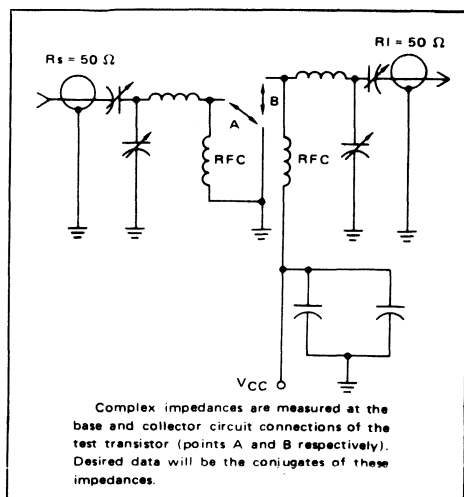 Rs = 50 Ω
Rl = 50 Ω
B
A
RFC
RFC
VCC
Complex impedances are measured at the
base and collector circuit connections of the
test transistor (points A and B respectively).
Desired data will be the conjugates of these
impedances.